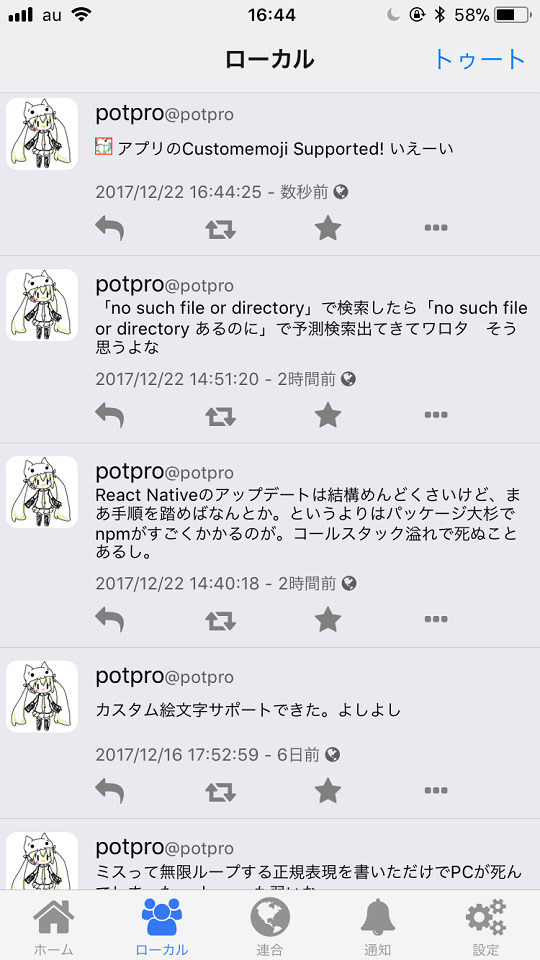 au 16:44 58%
ローカル トゥート
potpro@potpro
アプリのCustomemoji Supported! いえーい
2017/12/22 16:44:25 - 数秒前
potpro@potpro
「no such file or directory」で検索したら「no such file
or directory あるのに」で予測検索出てきてワロタ　そう
思うよな
2017/12/22 14:51:20 - 2時間前
potpro@potpro
React Nativeのアップデートは結構めんどくさいけど、ま
あ手順を踏めばなんとか。というよりはパッケージ大杉で
npmがすごくかかるのが。コールスタック溢れで死ぬこと
あるし。
2017/12/22 14:40:18 - 2時間前
potpro@potpro
カスタム絵文字サポートできた。よしよし
2017/12/16 17:52:59 - 6日前
potpro@potpro
ミスって無限ループする正規表現を書いただけでPCが死ん
ホーム ローカル 連合 通知 設定